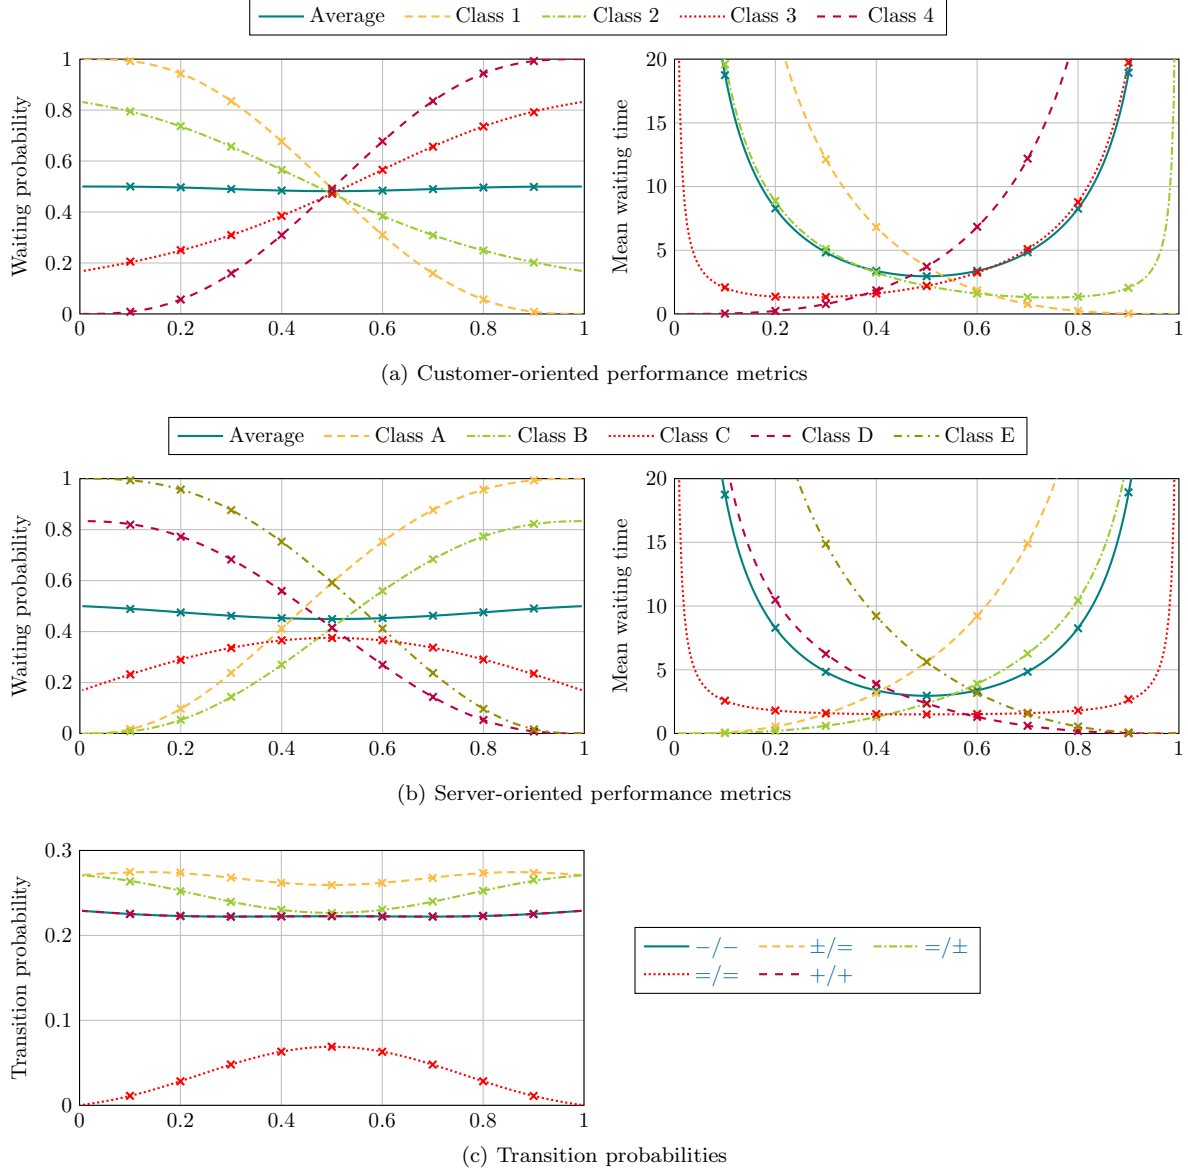 Average Class 1 Class 2 Class 3 Class 4
Waiting probability
1
0.8
0.6
0.4
0.2
0
0.2 0.4 0.6 0.8 1
Mean waiting time
20
15
10
5
0
0 0.2 0.4 0.6 0.8 1
(a) Customer-oriented performance metrics
Average Class A Class B Class C Class D Class E
Waiting probability
1
0.8
0.6
0.4
0.2
0
0 0.2 0.4 0.6 0.8 1
Mean waiting time
20
15
10
5
0
0 0.2 0.4 0.6 0.8 1
(b) Server-oriented performance metrics
Transition probability
0.3
0.2
0.1
0
0 0.2 0.4 0.6 0.8 1
−/− ±/= =/±
=/= +/+
(c) Transition probabilities